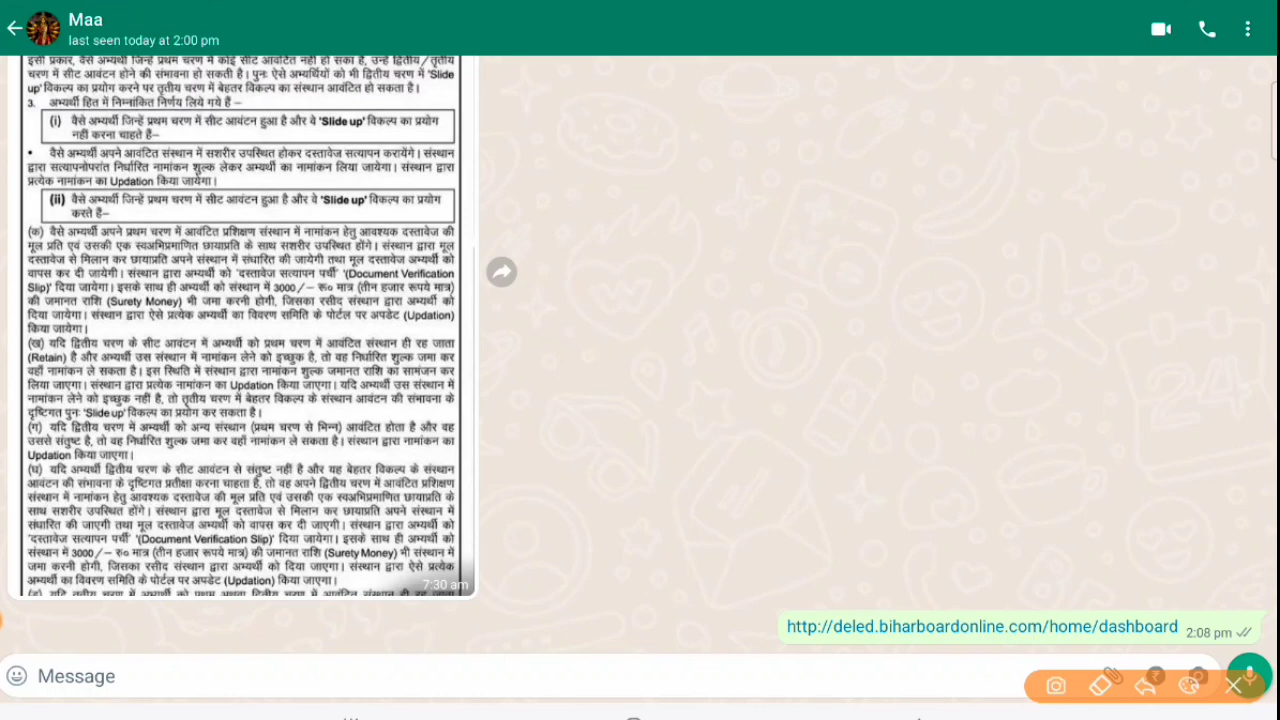 Maa
last seen today at 2:00 pm
इसी प्रकार, वैसे अभ्यर्थी जिन्हें प्रथम चरण में कोई सीट आवंटित नहीं हो सका है, उन्हें द्वितीय/तृतीय
चरण में सीट आवंटन होने की संभावना हो सकती है। पुनः ऐसे अभ्यर्थियों को भी द्वितीय चरण में 'Slide
up' विकल्प का प्रयोग करने पर तृतीय चरण में बेहतर विकल्प का संस्थान आवंटित हो सकता है।
3. अभ्यर्थी हित में निम्नांकित निर्णय लिये गये हैं –
(i) वैसे अभ्यर्थी जिन्हें प्रथम चरण में सीट आवंटन हुआ है और वे 'Slide up' विकल्प का प्रयोग
नहीं करना चाहते हैं–
• वैसे अभ्यर्थी अपने आवंटित संस्थान में सशरीर उपस्थित होकर दस्तावेज सत्यापन करायेंगे। संस्थान
द्वारा सत्यापनोपरांत निर्धारित नामांकन शुल्क लेकर अभ्यर्थी का नामांकन लिया जायेगा। संस्थान द्वारा
प्रत्येक नामांकन का Updation किया जायेगा।
(ii) वैसे अभ्यर्थी जिन्हें प्रथम चरण में सीट आवंटन हुआ है और वे 'Slide up' विकल्प का प्रयोग
करते हैं–
(क) वैसे अभ्यर्थी अपने प्रथम चरण में आवंटित प्रशिक्षण संस्थान में नामांकन हेतु आवश्यक दस्तावेज की
मूल प्रति एवं उसकी एक स्वअभिप्रमाणित छायाप्रति के साथ सशरीर उपस्थित होंगे। संस्थान द्वारा मूल
दस्तावेज से मिलान कर छायाप्रति अपने संस्थान में संधारित की जायेगी तथा मूल दस्तावेज अभ्यर्थी को
वापस कर दी जायेगी। संस्थान द्वारा अभ्यर्थी को 'दस्तावेज सत्यापन पर्ची' '(Document Verification
Slip)' दिया जायेगा। इसके साथ ही अभ्यर्थी को संस्थान में 3000/– रू० मात्र (तीन हजार रूपये मात्र)
की जमानत राशि (Surety Money) भी जमा करनी होगी, जिसका रसीद संस्थान द्वारा अभ्यर्थी को
दिया जायेगा। संस्थान द्वारा ऐसे प्रत्येक अभ्यर्थी का विवरण समिति के पोर्टल पर अपडेट (Updation)
किया जायेगा।
(ख) यदि द्वितीय चरण के सीट आवंटन में अभ्यर्थी को प्रथम चरण में आवंटित संस्थान ही रह जाता
(Retain) है और अभ्यर्थी उस संस्थान में नामांकन लेने को इच्छुक है, तो वह निर्धारित शुल्क जमा कर
वहाँ नामांकन ले सकता है। इस स्थिति में संस्थान द्वारा नामांकन शुल्क जमानत राशि का सामंजन कर
लिया जाएगा। संस्थान द्वारा प्रत्येक नामांकन का Updation किया जाएगा। यदि अभ्यर्थी उस संस्थान में
नामांकन लेने को इच्छुक नहीं है, तो तृतीय चरण में बेहतर विकल्प के संस्थान आवंटन की संभावना के
दृष्टिगत पुनः 'Slide up' विकल्प का प्रयोग कर सकता है।
(ग) यदि द्वितीय चरण में अभ्यर्थी को अन्य संस्थान (प्रथम चरण से भिन्न) आवंटित होता है और वह
उससे संतुष्ट है, तो वह निर्धारित शुल्क जमा कर वहाँ नामांकन ले सकता है। संस्थान द्वारा नामांकन का
Updation किया जाएगा।
(घ) यदि अभ्यर्थी द्वितीय चरण के सीट आवंटन से संतुष्ट नहीं है और यह बेहतर विकल्प के संस्थान
आवंटन की संभावना के दृष्टिगत प्रतीक्षा करना चाहता है, तो वह अपने द्वितीय चरण में आवंटित प्रशिक्षण
संस्थान में नामांकन हेतु आवश्यक दस्तावेज की मूल प्रति एवं उसकी एक स्वअभिप्रमाणित छायाप्रति के
साथ सशरीर उपस्थित होंगे। संस्थान द्वारा मूल दस्तावेज से मिलान कर छायाप्रति अपने संस्थान में
संधारित की जाएगी तथा मूल दस्तावेज अभ्यर्थी को वापस कर दी जाएगी। संस्थान द्वारा अभ्यर्थी को
'दस्तावेज सत्यापन पर्ची' '(Document Verification Slip)' दिया जायेगा। इसके साथ ही अभ्यर्थी को
संस्थान में 3000/– रु० मात्र (तीन हजार रूपये मात्र) की जमानत राशि (Surety Money) भी संस्थान में
जमा करनी होगी, जिसका रसीद संस्थान द्वारा अभ्यर्थी को दिया जाएगा। संस्थान द्वारा ऐसे प्रत्येक
अभ्यर्थी का विवरण समिति के पोर्टल पर अपडेट (Updation) किया जाएगा।
7:30 am
(ङ) यदि तृतीय चरण में अभ्यर्थी को प्रथम अथवा द्वितीय चरण में आवंटित संस्थान ही रह जाता
http://deled.biharboardonline.com/home/dashboard
2:08 pm
Message